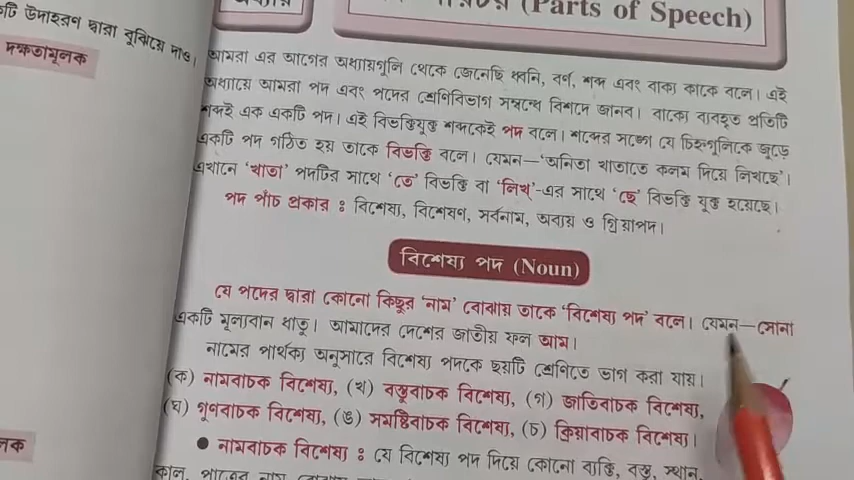 উদাহরণ দ্বারা বুঝিয়ে দাও।
দক্ষতামূলক
(Parts of Speech)
আমরা এর আগের অধ্যায়গুলি থেকে জেনেছি ধ্বনি, বর্ণ, শব্দ এবং বাক্য কাকে বলে। এই
অধ্যায়ে আমরা পদ এবং পদের শ্রেণিবিভাগ সম্বন্ধে বিশদে জানব। বাক্যে ব্যবহৃত প্রতিটি
শব্দই এক একটি পদ। এই বিভক্তিযুক্ত শব্দকেই পদ বলে। শব্দের সঙ্গে যে চিহ্নগুলিকে জুড়ে
একটি পদ গঠিত হয় তাকে বিভক্তি বলে। যেমন—‘অনিতা খাতাতে কলম দিয়ে লিখছে’।
এখানে ‘খাতা’ পদটির সাথে ‘তে’ বিভক্তি বা ‘লিখ্’-এর সাথে ‘ছে’ বিভক্তি যুক্ত হয়েছে।
পদ পাঁচ প্রকার : বিশেষ্য, বিশেষণ, সর্বনাম, অব্যয় ও ক্রিয়াপদ।
বিশেষ্য পদ (Noun)
যে পদের দ্বারা কোনো কিছুর ‘নাম’ বোঝায় তাকে ‘বিশেষ্য পদ’ বলে। যেমন—সোনা
একটি মূল্যবান ধাতু। আমাদের দেশের জাতীয় ফল আম।
নামের পার্থক্য অনুসারে বিশেষ্য পদকে ছয়টি শ্রেণিতে ভাগ করা যায়।
(ক) নামবাচক বিশেষ্য, (খ) বস্তুবাচক বিশেষ্য, (গ) জাতিবাচক বিশেষ্য,
(ঘ) গুণবাচক বিশেষ্য, (ঙ) সমষ্টিবাচক বিশেষ্য, (চ) ক্রিয়াবাচক বিশেষ্য।
● নামবাচক বিশেষ্য : যে বিশেষ্য পদ দিয়ে কোনো ব্যক্তি, বস্তু, স্থান,